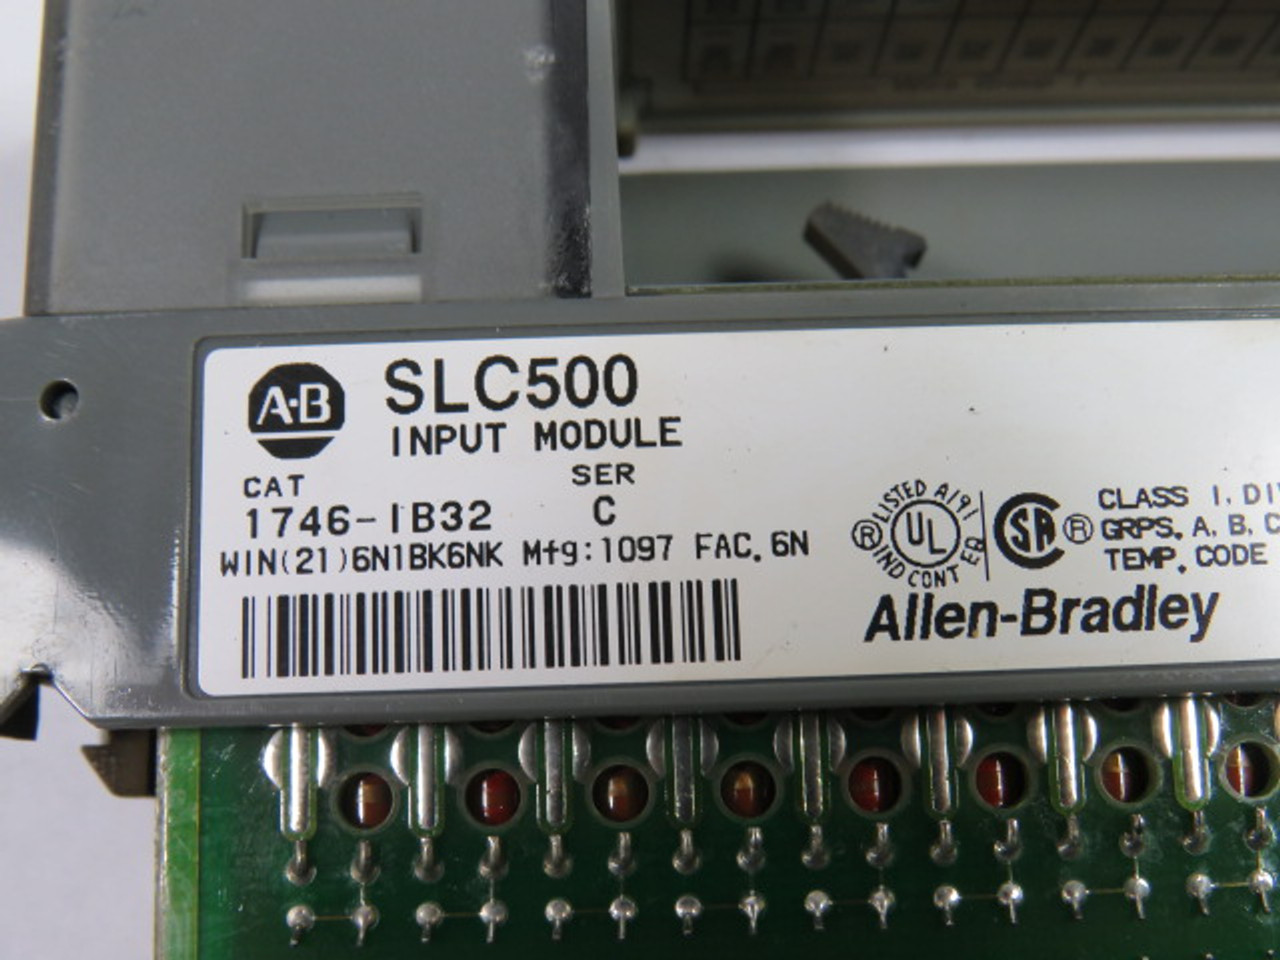 A·B
SLC500
INPUT MODULE
CAT SER
1746-IB32 C
WIN(21)6N1BK6NK Mfg:1097 FAC.6N
LISTED A191
UL
®
IND CONT EQ
SA
®
CLASS I, DI
GRPS. A, B, C
TEMP. CODE
Allen-Bradley